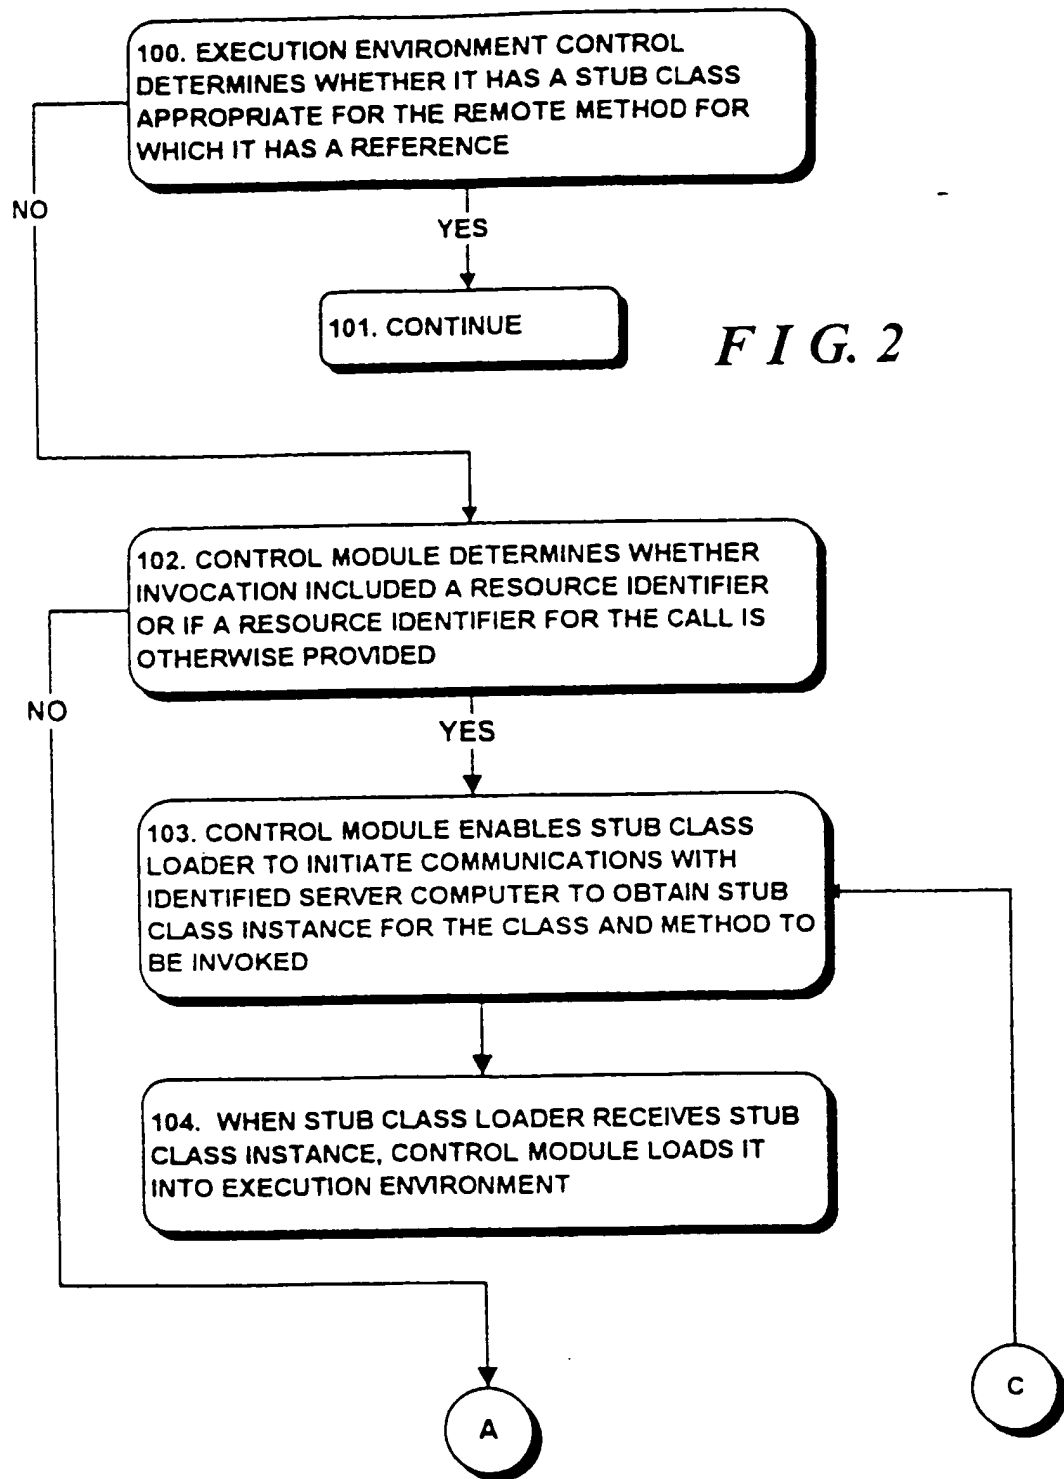 100. EXECUTION ENVIRONMENT CONTROL
DETERMINES WHETHER IT HAS A STUB CLASS
APPROPRIATE FOR THE REMOTE METHOD FOR
WHICH IT HAS A REFERENCE
NO
YES
101. CONTINUE
F I G. 2
102. CONTROL MODULE DETERMINES WHETHER
INVOCATION INCLUDED A RESOURCE IDENTIFIER
OR IF A RESOURCE IDENTIFIER FOR THE CALL IS
OTHERWISE PROVIDED
NO
YES
103. CONTROL MODULE ENABLES STUB CLASS
LOADER TO INITIATE COMMUNICATIONS WITH
IDENTIFIED SERVER COMPUTER TO OBTAIN STUB
CLASS INSTANCE FOR THE CLASS AND METHOD TO
BE INVOKED
104. WHEN STUB CLASS LOADER RECEIVES STUB
CLASS INSTANCE, CONTROL MODULE LOADS IT
INTO EXECUTION ENVIRONMENT
C
A